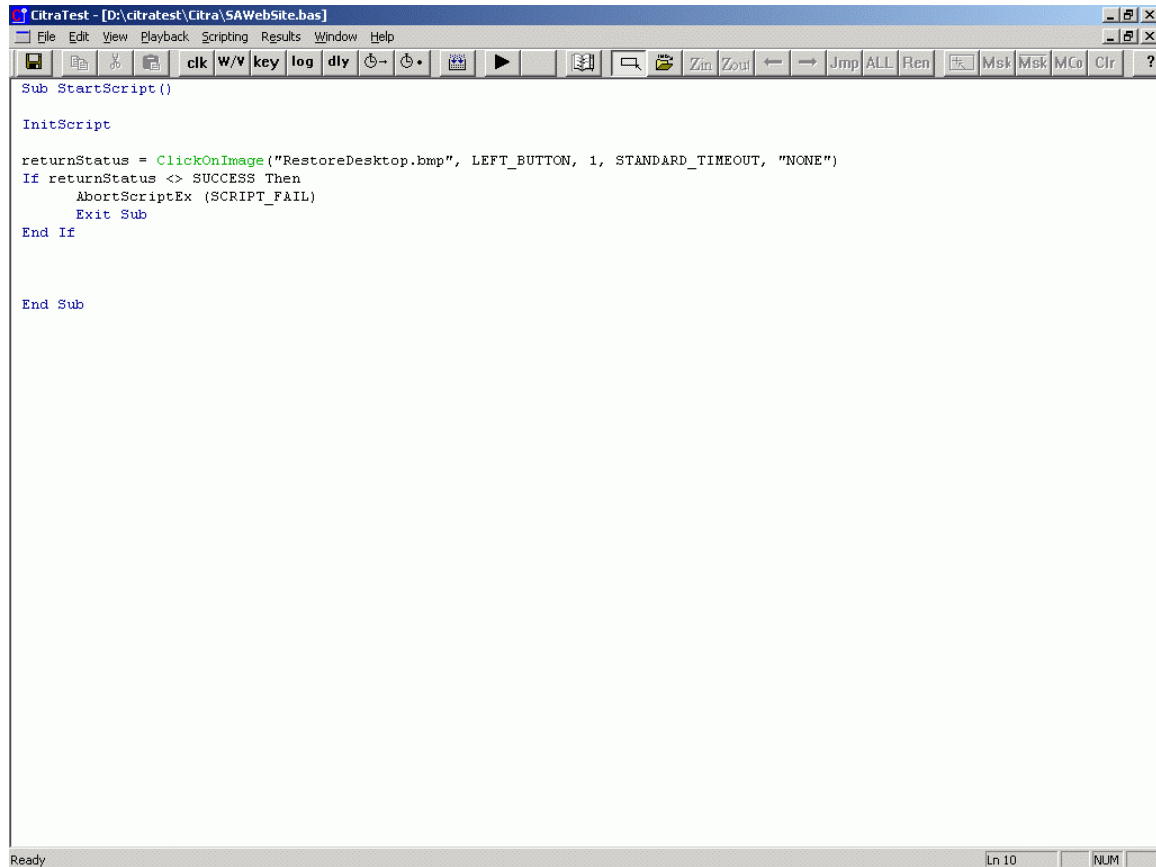 CitraTest - [D:\citratest\Citra\SAWebSite.bas]
File Edit View Playback Scripting Results Window Help
clk W/V key log dly Zin Zout Jmp ALL Ren Msk Msk MCo Clr ?
Sub StartScript()
InitScript
returnStatus = ClickOnImage("RestoreDesktop.bmp", LEFT_BUTTON, 1, STANDARD_TIMEOUT, "NONE")
If returnStatus <> SUCCESS Then
AbortScriptEx (SCRIPT_FAIL)
Exit Sub
End If
End Sub
Ready Ln 10 NUM